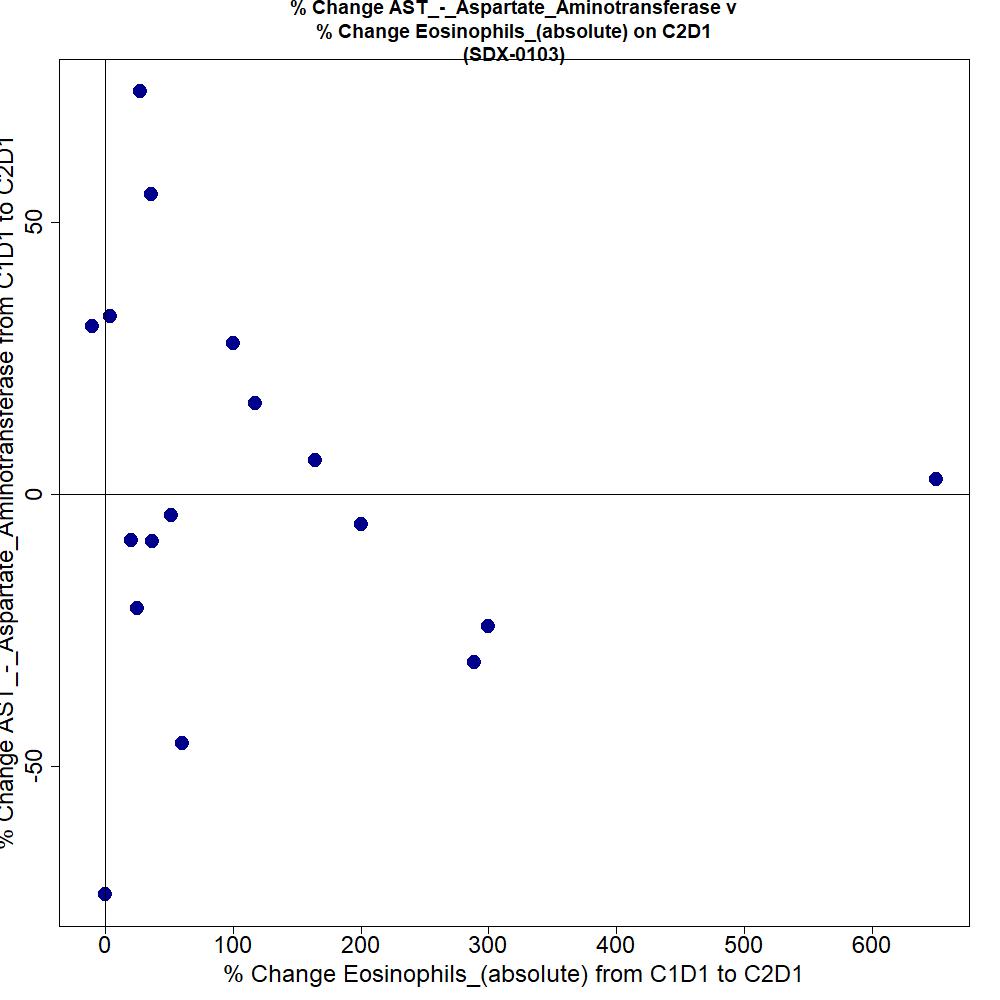 % Change AST_-_Aspartate_Aminotransferase v
% Change Eosinophils_(absolute) on C2D1
(SDX-0103)
% Change AST_-_Aspartate_Aminotransferase from C1D1 to C2D1
50
0
-50
0 100 200 300 400 500 600
% Change Eosinophils_(absolute) from C1D1 to C2D1